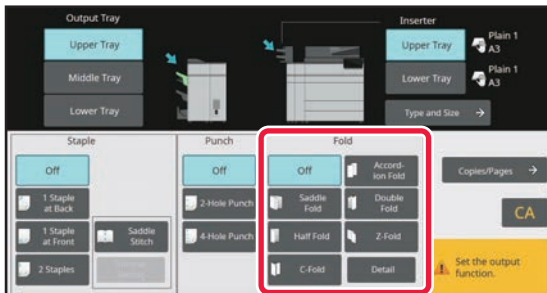 Output Tray
Inserter
Upper Tray
Middle Tray
Lower Tray
Upper Tray
Plain 1
A3
Lower Tray
Plain 1
A3
Type and Size
Staple
Punch
Fold
Off
1 Staple
at Back
1 Staple
at Front
2 Staples
Saddle
Stitch
Off
2-Hole Punch
4-Hole Punch
Off
Saddle
Fold
Half Fold
C-Fold
Accord-
ion Fold
Double
Fold
Z-Fold
Detail
Copies/Pages
CA
Set the output
function.